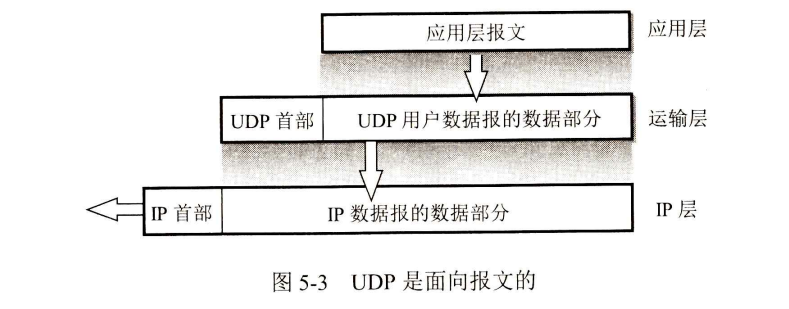 应用层报文 应用层
UDP 首部 UDP 用户数据报的数据部分 运输层
IP 首部 IP 数据报的数据部分 IP 层
图 5-3 UDP 是面向报文的